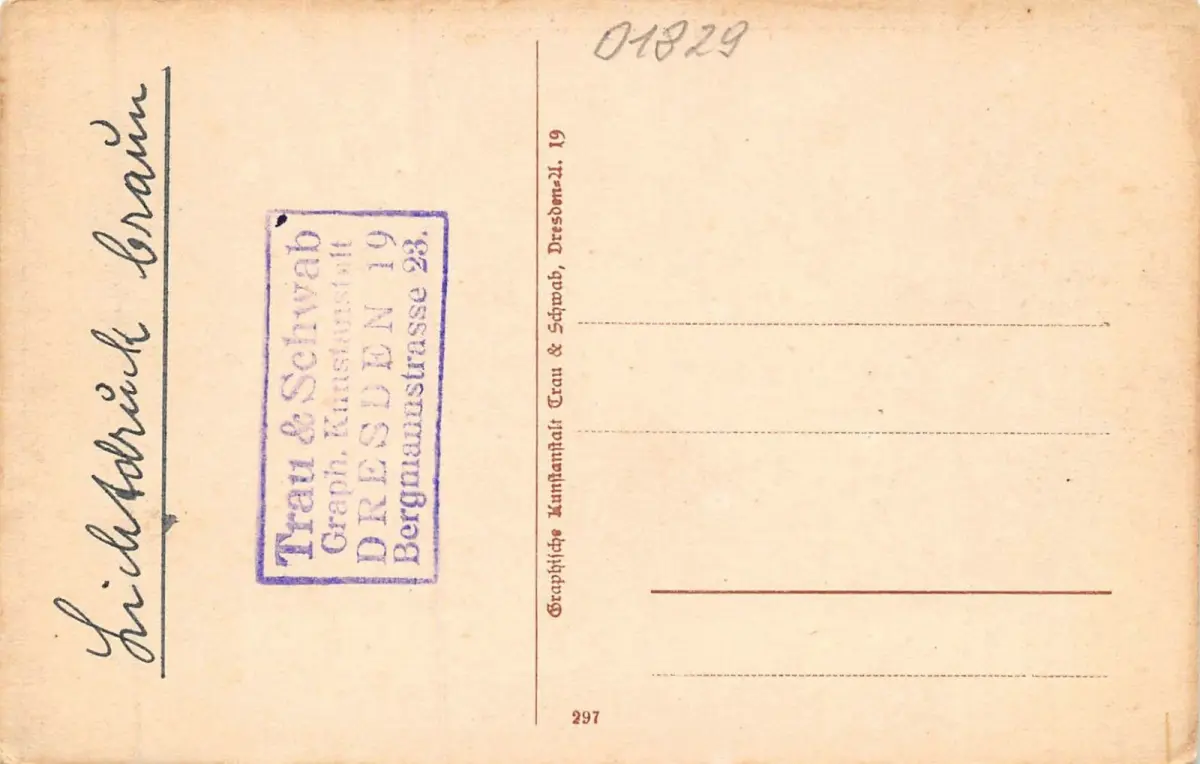 Lichtdruck braun
Trau & Schwab
Graph. Kunstanstalt
DRESDEN 19
Bergmannstrasse 23.
Graphische Kunstanstalt Trau & Schwab, Dresden=A. 19
01829
297